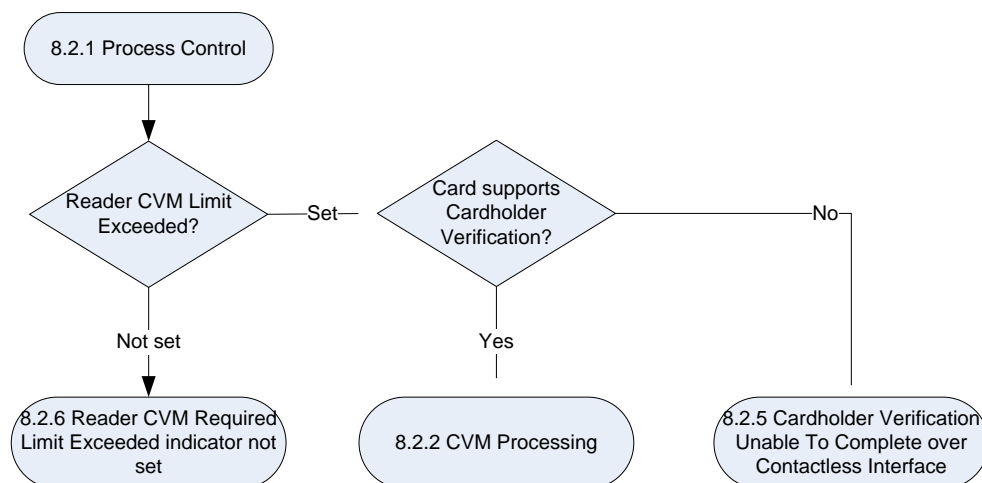 8.2.1 Process Control
Reader CVM Limit
Exceeded?
Set
Card supports
Cardholder
Verification?
No
Not set
Yes
8.2.6 Reader CVM Required
Limit Exceeded indicator not
set
8.2.2 CVM Processing
8.2.5 Cardholder Verification
Unable To Complete over
Contactless Interface